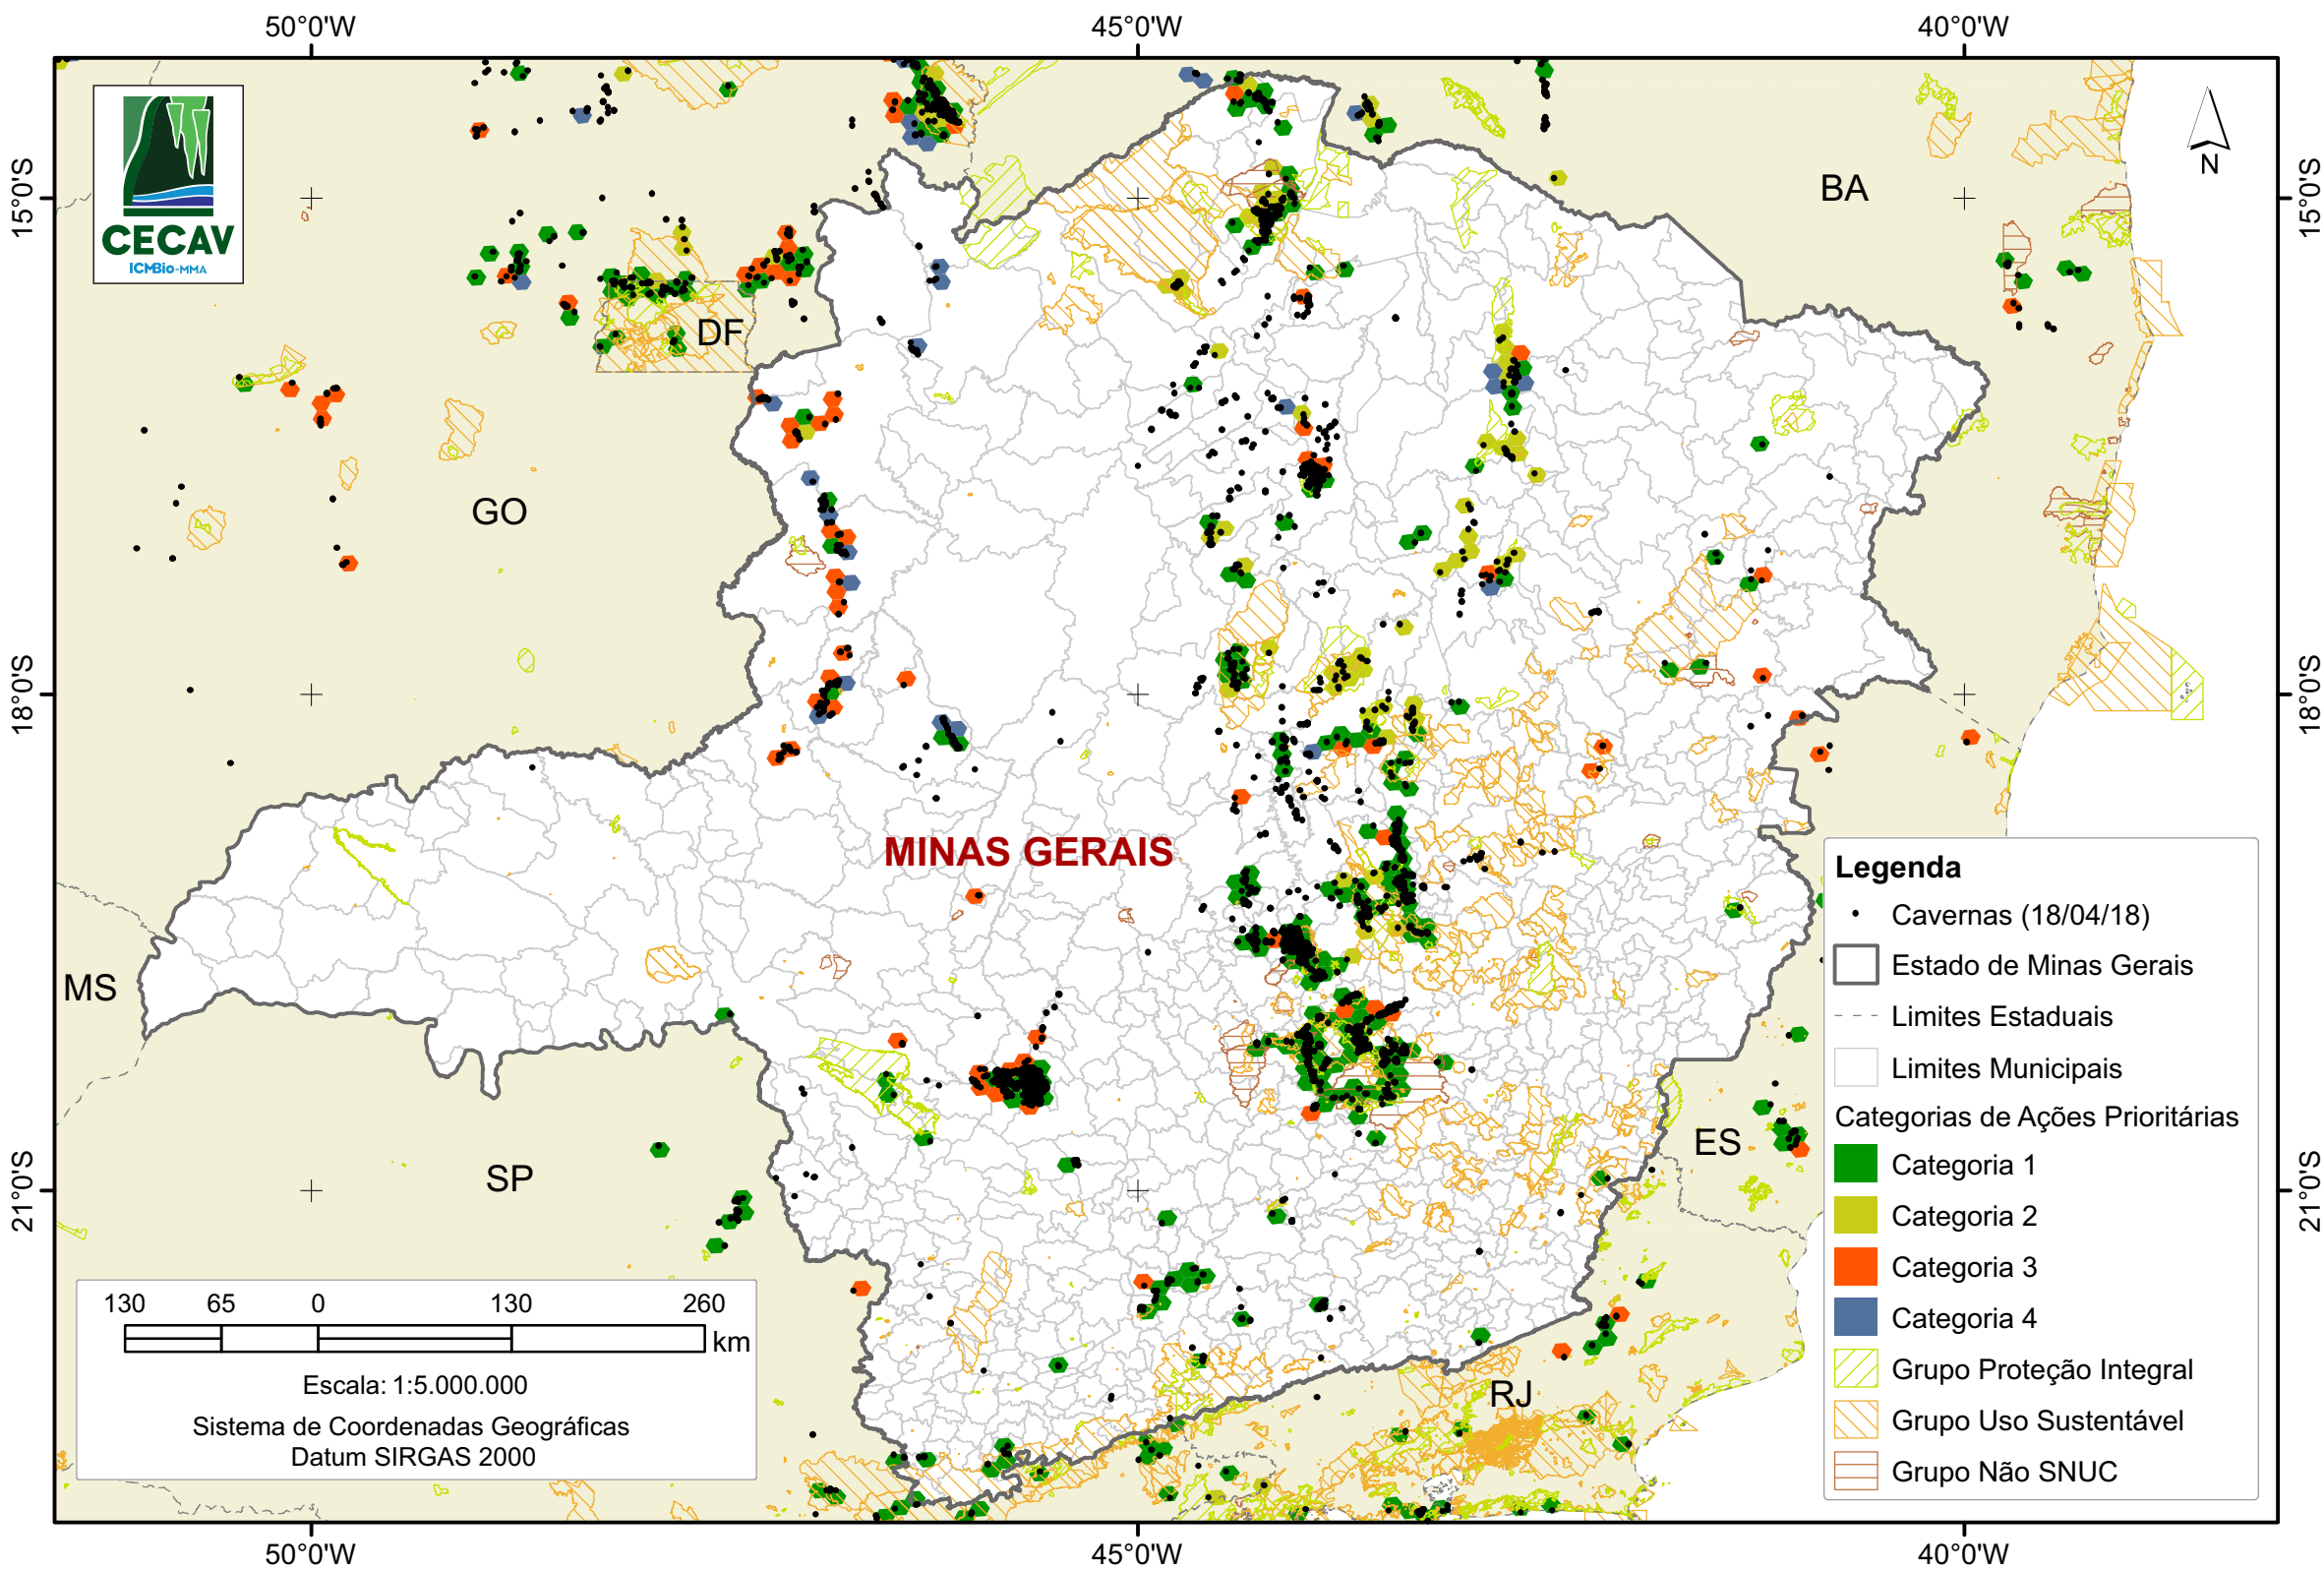 50°0'W
45°0'W
40°0'W
CECAV
ICMBio-MMA
N
15°0'S
15°0'S
BA
DF
GO
18°0'S
18°0'S
MINAS GERAIS
MS
SP
ES
RJ
21°0'S
21°0'S
Legenda
Cavernas (18/04/18)
Estado de Minas Gerais
Limites Estaduais
Limites Municipais
Categorias de Ações Prioritárias
Categoria 1
Categoria 2
Categoria 3
Categoria 4
Grupo Proteção Integral
Grupo Uso Sustentável
Grupo Não SNUC
130 65 0 130 260
km
Escala: 1:5.000.000
Sistema de Coordenadas Geográficas
Datum SIRGAS 2000
50°0'W
45°0'W
40°0'W